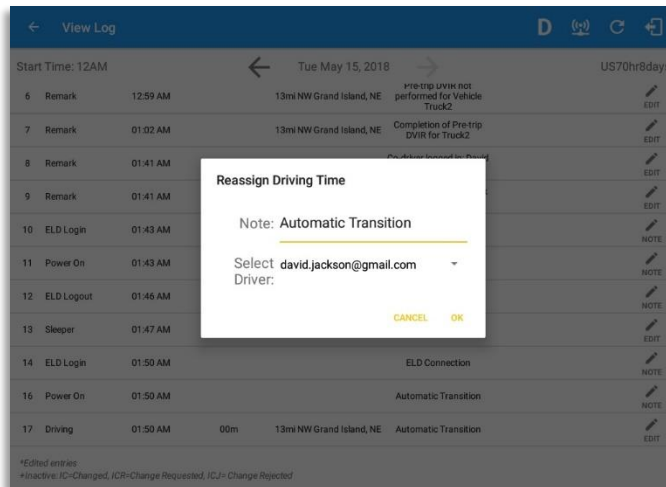 View Log
D
Start Time: 12AM
Tue May 15, 2018
US70hr8days
6 Remark 12:59 AM 13mi NW Grand Island, NE Pre-trip DVIR not performed for Vehicle Truck2 EDIT
7 Remark 01:02 AM 13mi NW Grand Island, NE Completion of Pre-trip DVIR for Truck2 EDIT
8 Remark 01:41 AM Co-driver logged in: David EDIT
9 Remark 01:41 AM EDIT
10 ELD Login 01:43 AM NOTE
11 Power On 01:43 AM NOTE
12 ELD Logout 01:46 AM NOTE
13 Sleeper 01:47 AM EDIT
14 ELD Login 01:50 AM ELD Connection NOTE
16 Power On 01:50 AM Automatic Transition NOTE
17 Driving 01:50 AM 00m 13mi NW Grand Island, NE Automatic Transition EDIT
*Edited entries
+Inactive: IC=Changed, ICR=Change Requested, ICJ= Change Rejected
Reassign Driving Time
Note: Automatic Transition
Select Driver: david.jackson@gmail.com
CANCEL OK